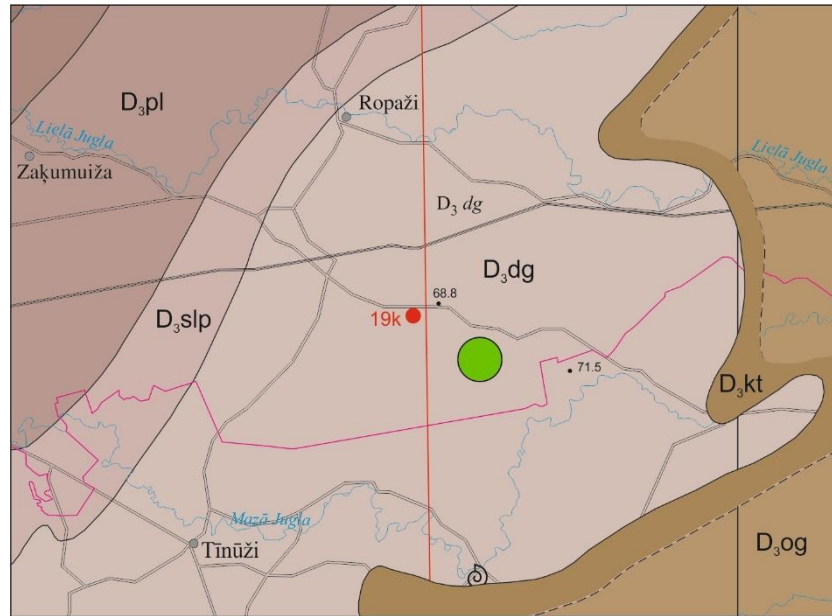 D₃pl
Lielā Jugla
Zaķumuiža
Ropaži
Lielā Jugla
D₃ dg
D₃dg
68.8
19k
D₃slp
71.5
D₃kt
Mazā Jugla
Tīnūži
D₃og